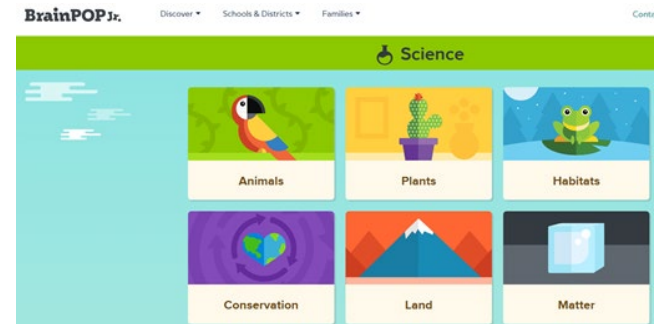 BrainPOP Jr. Discover Schools & Districts Families
Science
Animals Plants Habitats
Conservation Land Matter